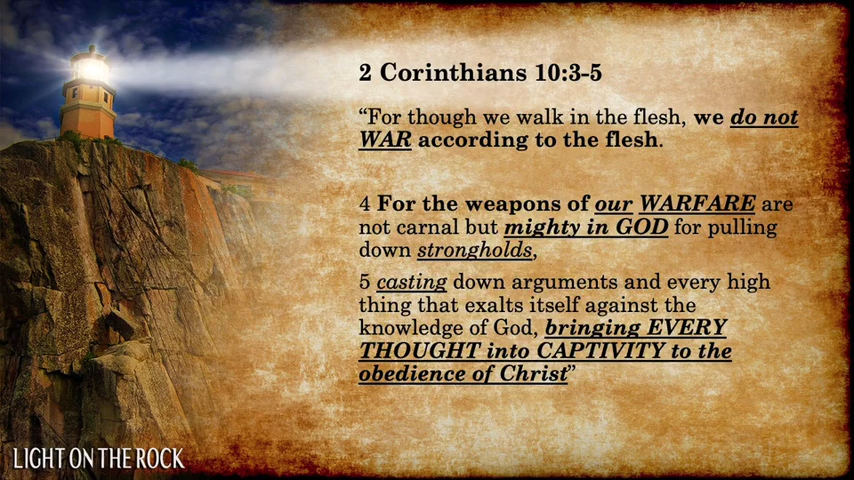 2 Corinthians 10:3-5
“For though we walk in the flesh, we do not
WAR according to the flesh.
4 For the weapons of our WARFARE are
not carnal but mighty in GOD for pulling
down strongholds,
5 casting down arguments and every high
thing that exalts itself against the
knowledge of God, bringing EVERY
THOUGHT into CAPTIVITY to the
obedience of Christ”
LIGHT ON THE ROCK